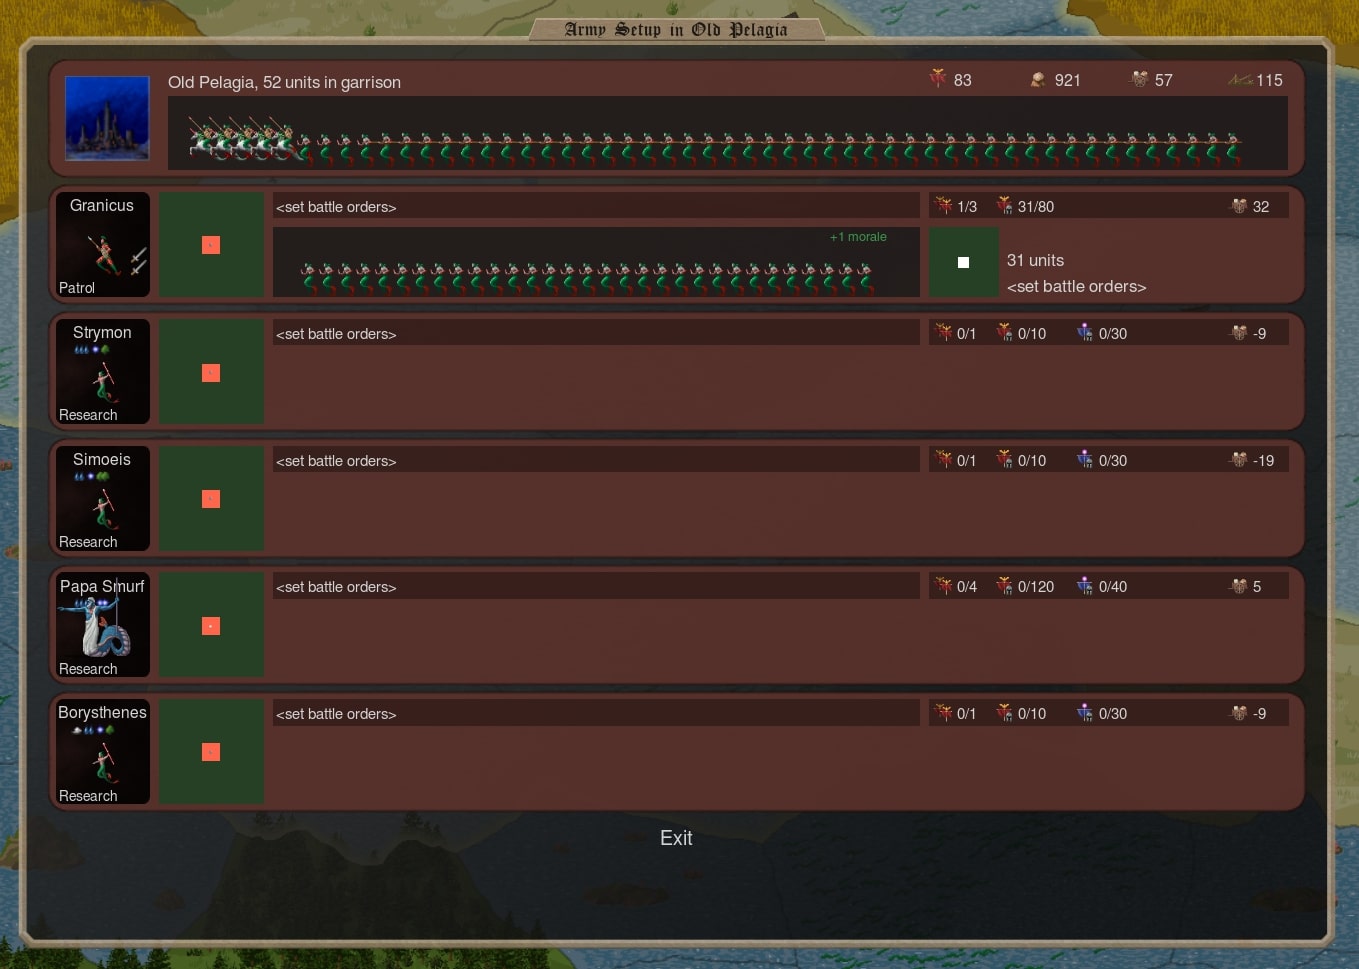 Army Setup in Old Pelagia
Old Pelagia, 52 units in garrison
83 921 57 115
Granicus
<set battle orders>
1/3 31/80 32
+1 morale
31 units
<set battle orders>
Patrol
Strymon
<set battle orders>
0/1 0/10 0/30 -9
Research
Simoeis
<set battle orders>
0/1 0/10 0/30 -19
Research
Papa Smurf
<set battle orders>
0/4 0/120 0/40 5
Research
Borysthenes
<set battle orders>
0/1 0/10 0/30 -9
Research
Exit